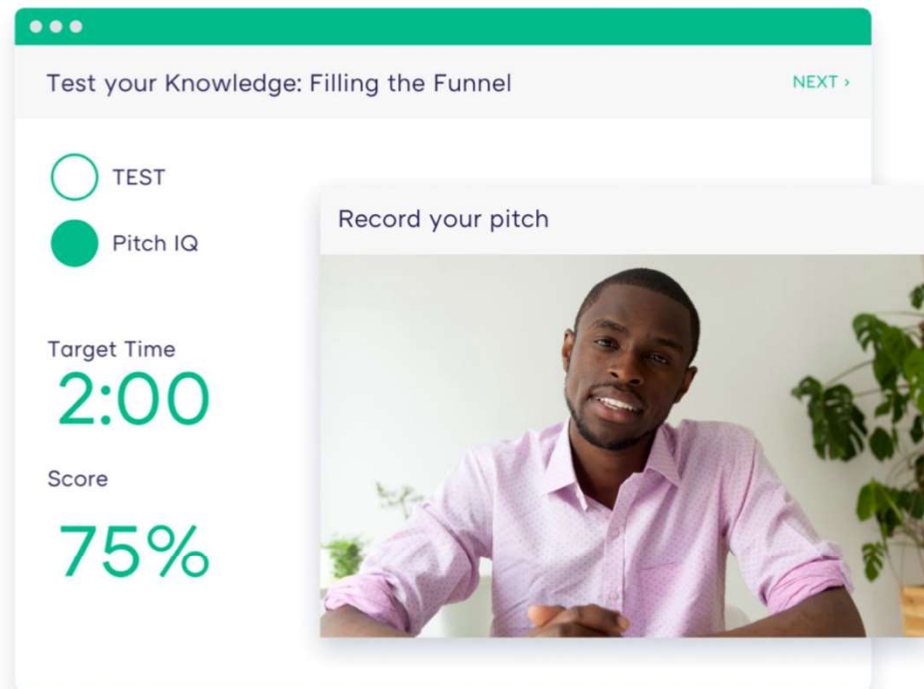 Test your Knowledge: Filling the Funnel
NEXT ›
TEST
Pitch IQ
Record your pitch
Target Time
2:00
Score
75%